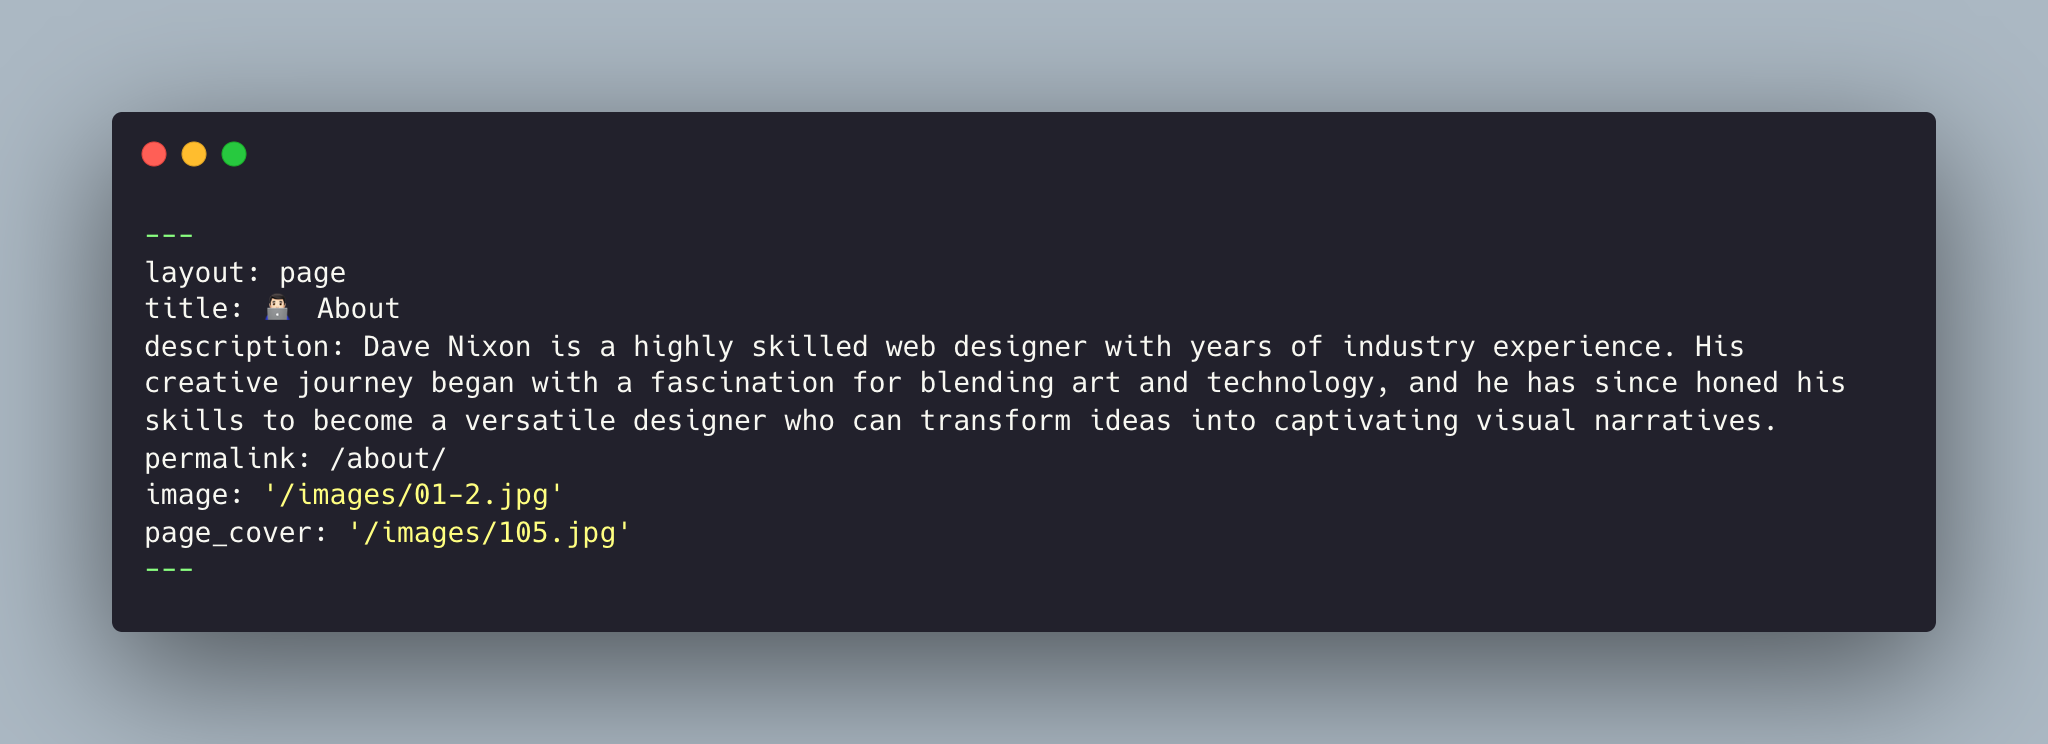 ---
layout: page
title: 👨🏻‍💻 About
description: Dave Nixon is a highly skilled web designer with years of industry experience. His
creative journey began with a fascination for blending art and technology, and he has since honed his
skills to become a versatile designer who can transform ideas into captivating visual narratives.
permalink: /about/
image: '/images/01-2.jpg'
page_cover: '/images/105.jpg'
---